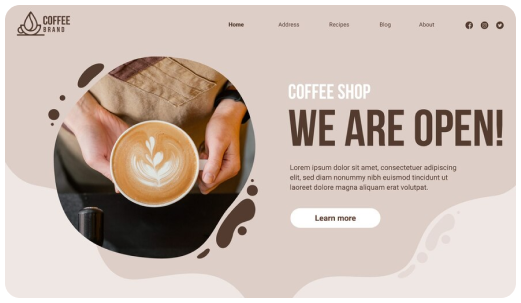 COFFEE
BRAND
Home
Address
Recipes
Blog
About
COFFEE SHOP
WE ARE OPEN!
Lorem ipsum dolor sit amet, consectetuer adipiscing
elit, sed diam nonummy nibh euismod tincidunt ut
laoreet dolore magna aliquam erat volutpat.
Learn more